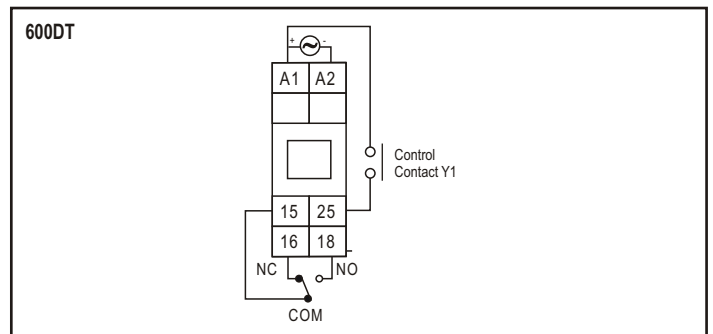 600DT
+ -
A1 A2
Control
Contact Y1
15 25
16 18
NC NO
COM